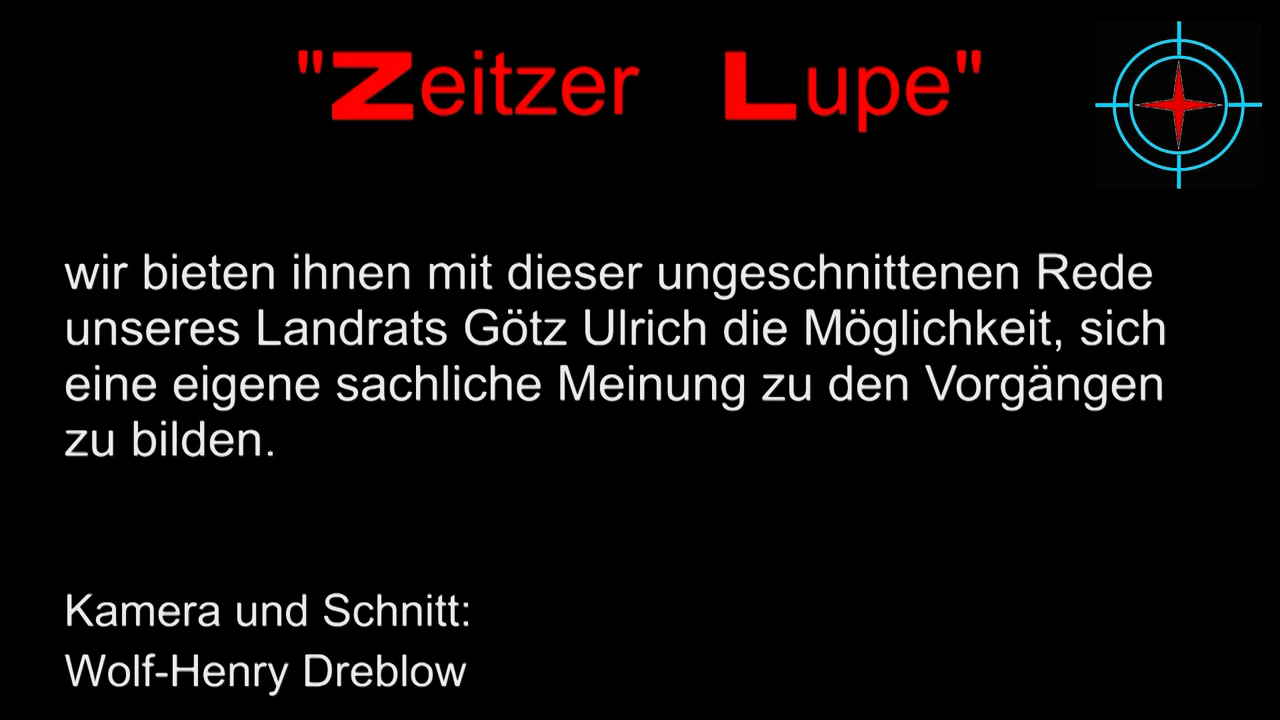 "Zeitzer Lupe"
wir bieten ihnen mit dieser ungeschnittenen Rede
unseres Landrats Götz Ulrich die Möglichkeit, sich
eine eigene sachliche Meinung zu den Vorgängen
zu bilden.
Kamera und Schnitt:
Wolf-Henry Dreblow